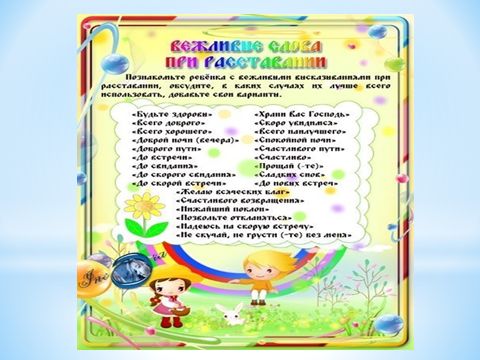 ВЕЖЛИВЫЕ СЛОВА
ПРИ РАССТАВАНИИ
Познакомьте ребёнка с вежливыми высказываниями при
расставании, обсудите, в каких случаях их лучше всего
использовать, добавьте свои варианты.
«Будьте здоровы»
«Всего доброго»
«Всего хорошего»
«Доброй ночи (вечера)»
«Доброго пути»
«До встречи»
«До свидания»
«До скорого свидания»
«До скорой встречи»
«Храни Вас Господь»
«Скоро увидимся»
«Всего наилучшего»
«Спокойной ночи»
«Счастливого пути»
«Счастливо»
«Прощай (-те)»
«Сладких снов»
«До новых встреч»
«Желаю всяческих благ»
«Счастливого возвращения»
«Нижайший поклон»
«Позвольте откланяться»
«Надеюсь на скорую встречу»
«Не скучай, не грусти (-те) без меня»